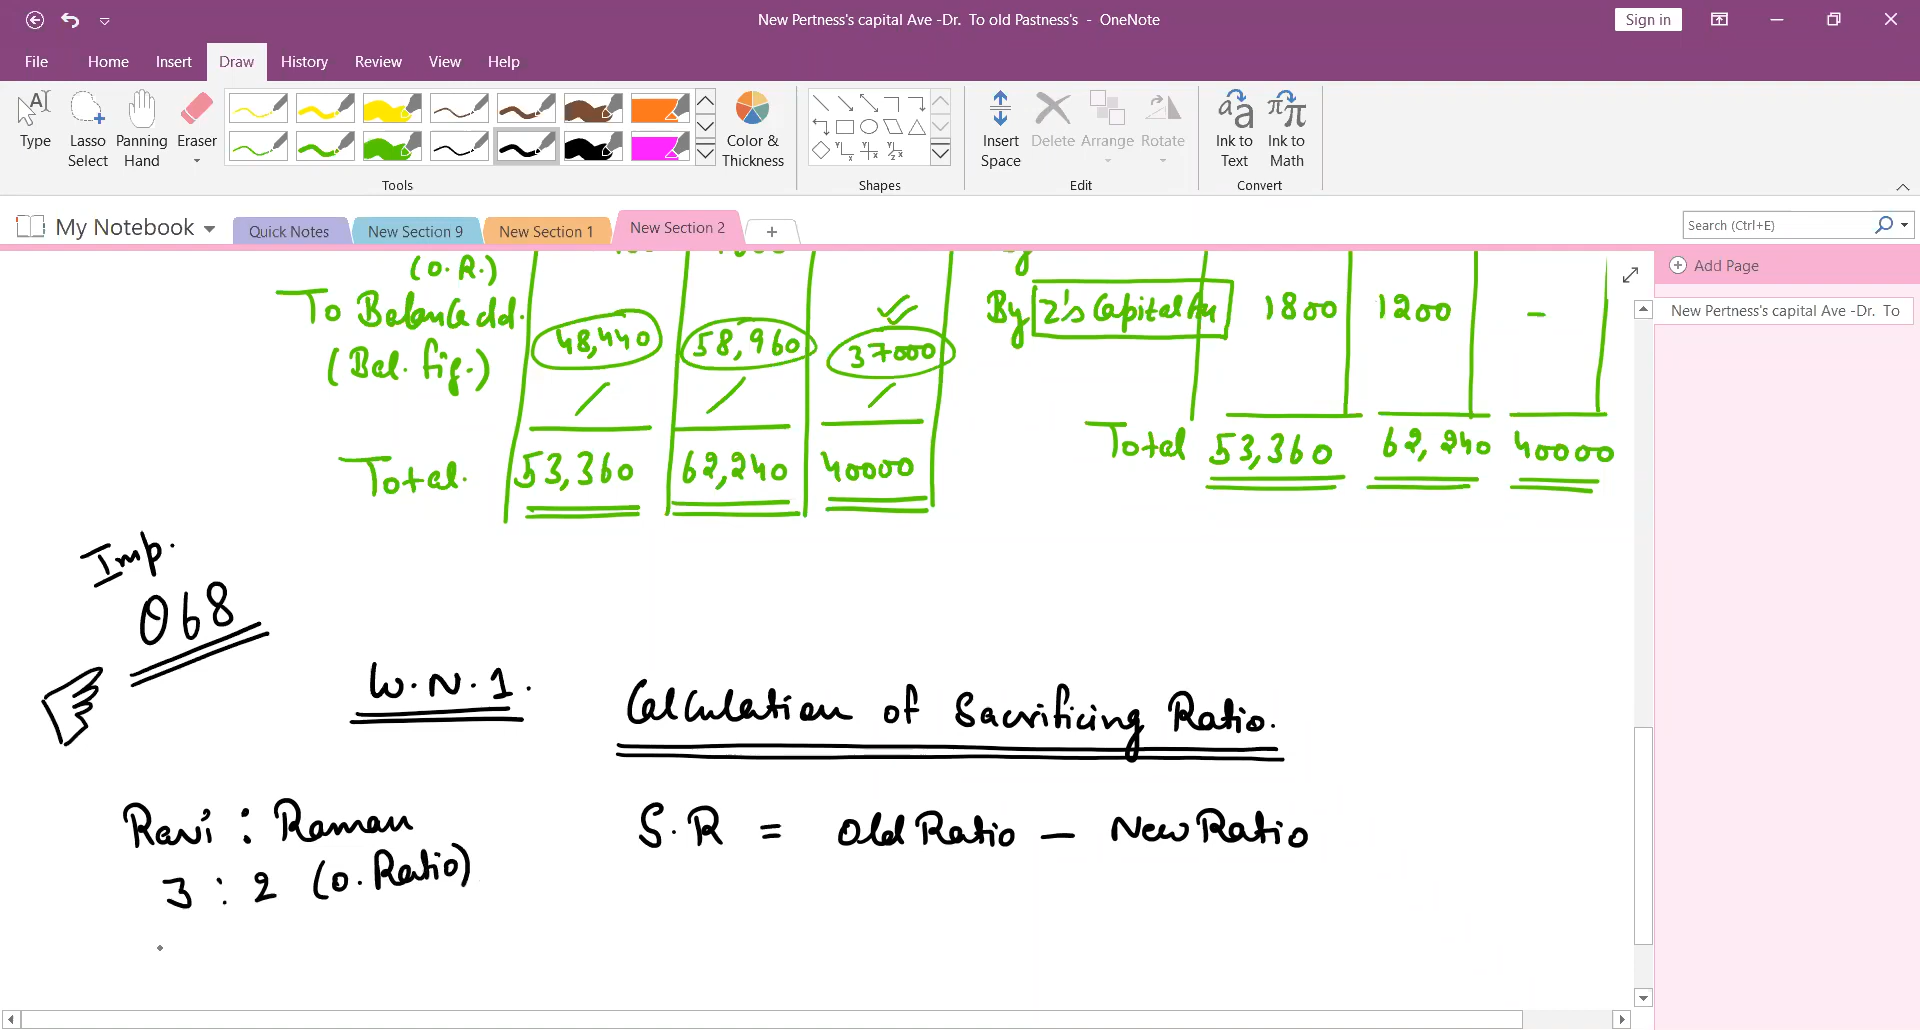 New Pertness's capital Ave -Dr. To old Pastness's - OneNote
Sign in
File Home Insert Draw History Review View Help
Type Lasso Select Panning Hand Eraser Color & Thickness
Insert Space Delete Arrange Rotate Ink to Text Ink to Math
Tools Shapes Edit Convert
My Notebook Quick Notes New Section 9 New Section 1 New Section 2 +
Search (Ctrl+E)
Add Page
New Pertness's capital Ave -Dr. To
(O.R.)
To Balance c/d. 48,440 58,960 37000
(Bal. fig.)
Total. 53,360 62,240 40000
By Z's Capital A/c 1800 1200 -
Total 53,360 62,240 40000
Imp.
Q68
W.N.1.
Calculation of Sacrificing Ratio.
Ravi : Raman
3 : 2 (O. Ratio)
S.R = Old Ratio - New Ratio